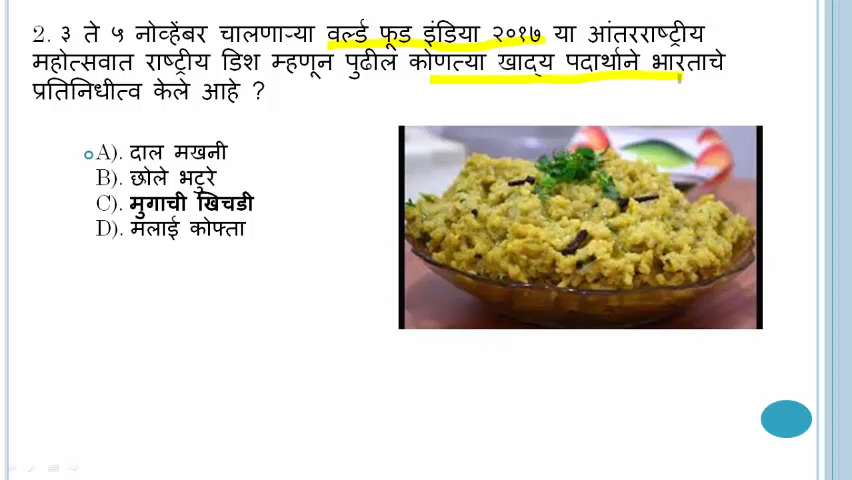 2. ३ ते ५ नोव्हेंबर चालणाऱ्या वर्ल्ड फूड इंडिया २०१७ या आंतरराष्ट्रीय
महोत्सवात राष्ट्रीय डिश म्हणून पुढील कोणत्या खाद्य पदार्थाने भारताचे
प्रतिनिधीत्व केले आहे ?
A). दाल मखनी
B). छोले भटुरे
C). मुगाची खिचडी
D). मलाई कोफ्ता